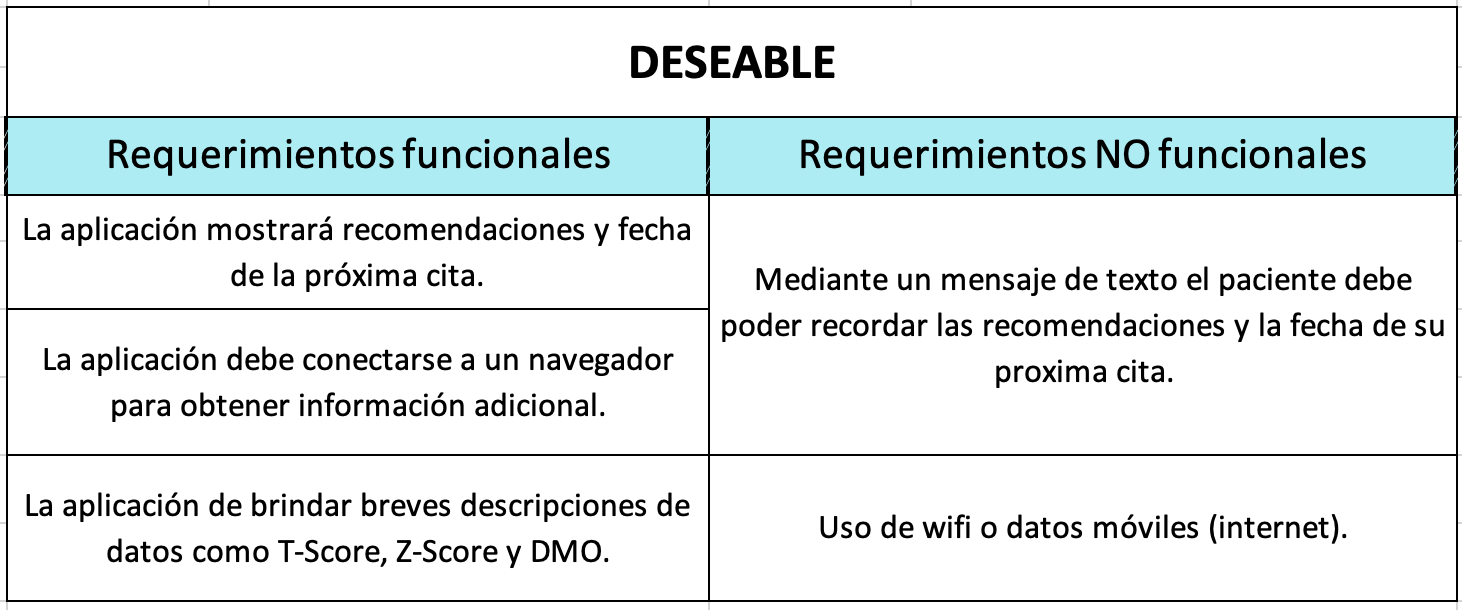 DESEABLE
Requerimientos funcionales
Requerimientos NO funcionales
La aplicación mostrará recomendaciones y fecha
de la próxima cita.
Mediante un mensaje de texto el paciente debe
poder recordar las recomendaciones y la fecha de su
proxima cita.
La aplicación debe conectarse a un navegador
para obtener información adicional.
La aplicación de brindar breves descripciones de
datos como T-Score, Z-Score y DMO.
Uso de wifi o datos móviles (internet).